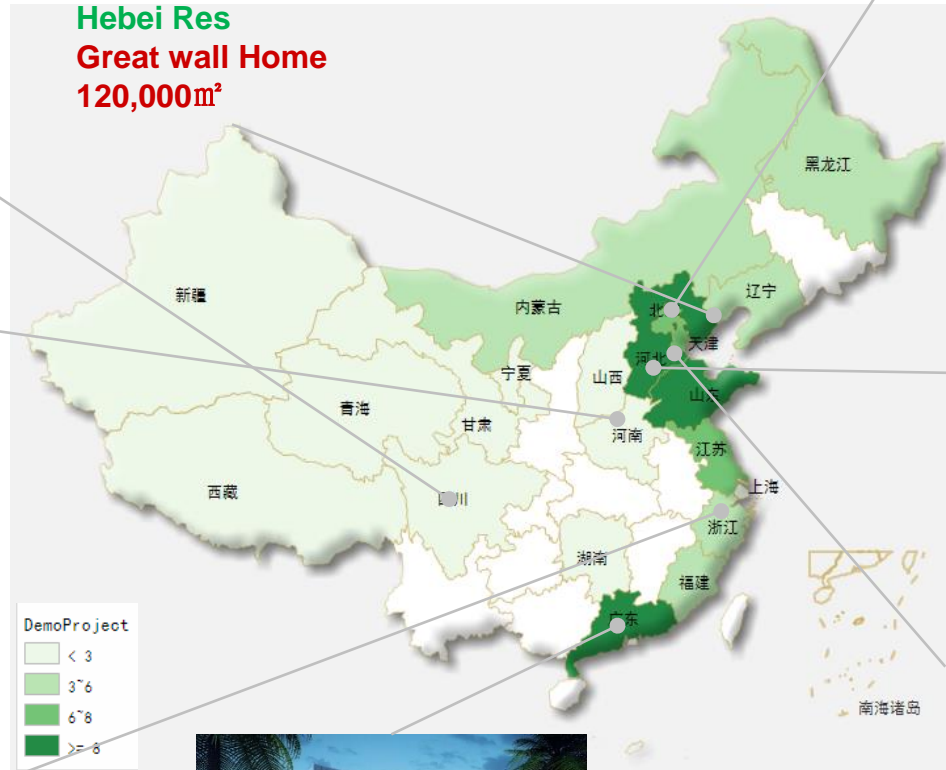 Hebei Res
Great wall Home
120,000㎡
黑龙江
新疆
内蒙古
辽宁
北
天津
宁夏
山西
河北
山东
青海
甘肃
河南
江苏
西藏
四川
上海
浙江
湖南
福建
广东
DemoProject
< 3
3~6
6~8
>= 8
南海诸岛